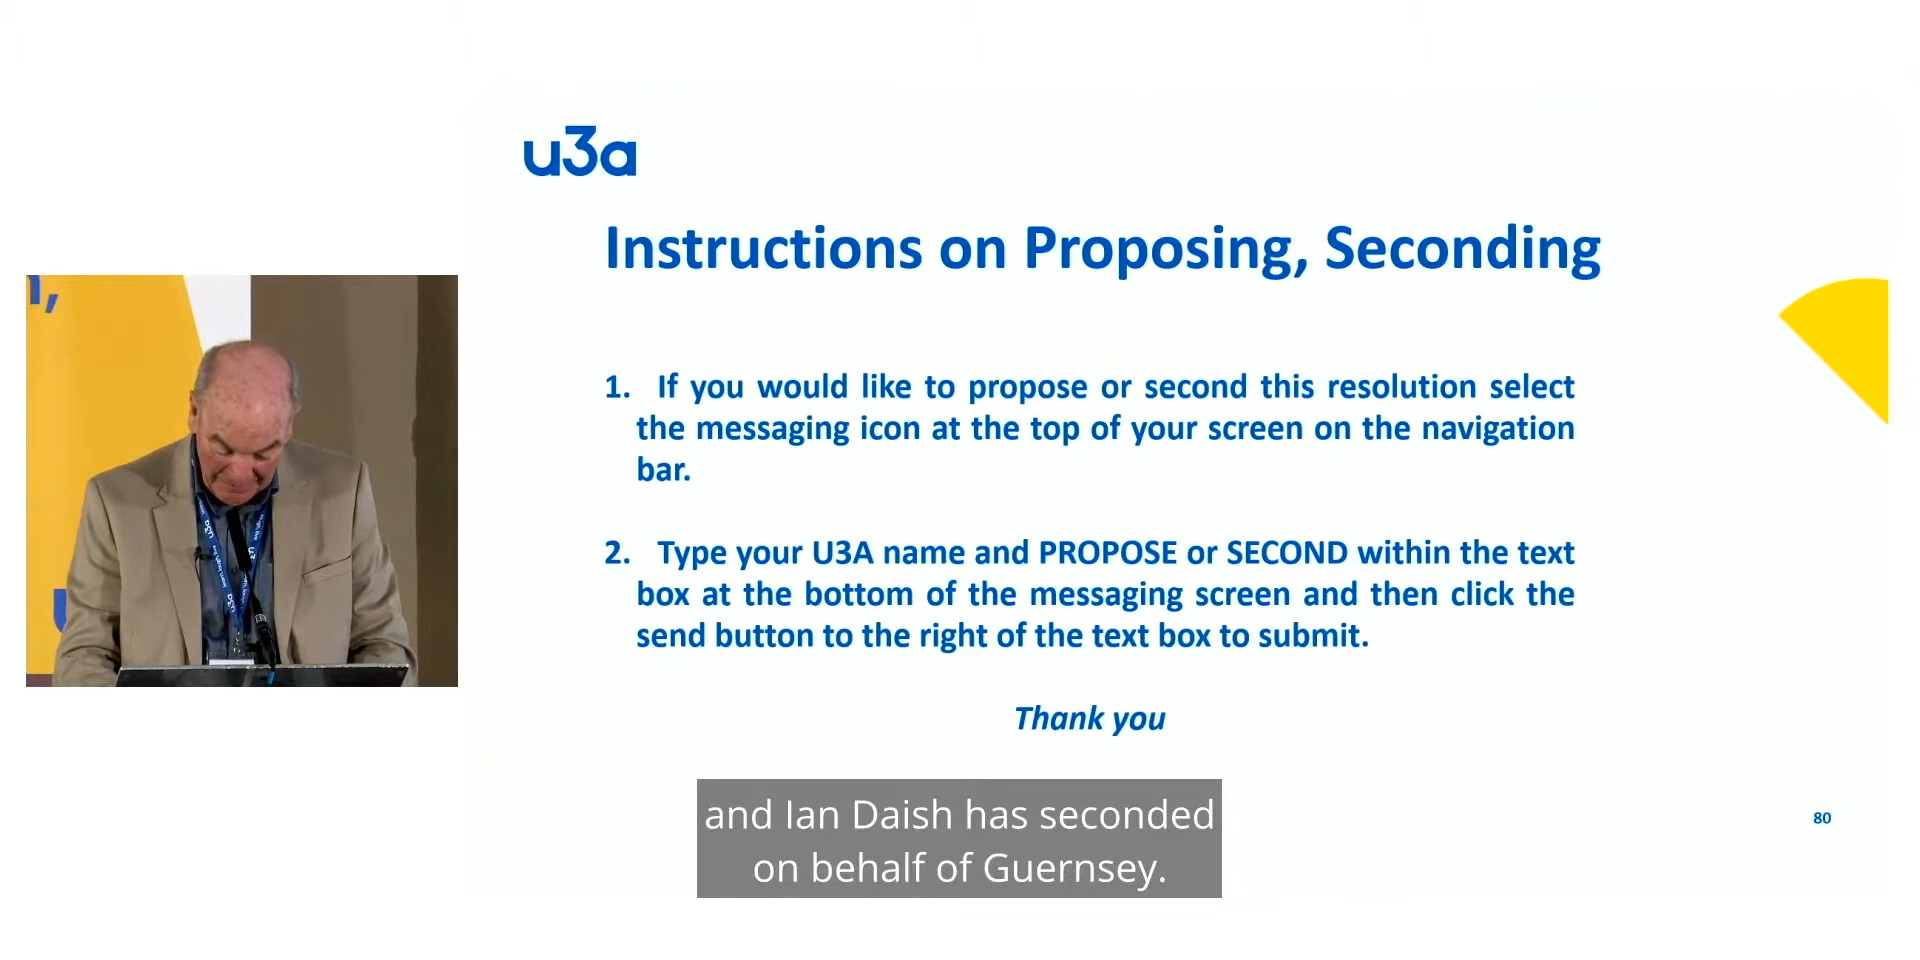 u3a
Instructions on Proposing, Seconding
1. If you would like to propose or second this resolution select
the messaging icon at the top of your screen on the navigation
bar.
2. Type your U3A name and PROPOSE or SECOND within the text
box at the bottom of the messaging screen and then click the
send button to the right of the text box to submit.
Thank you
and Ian Daish has seconded
on behalf of Guernsey.
80
u3a
u3a
u3a